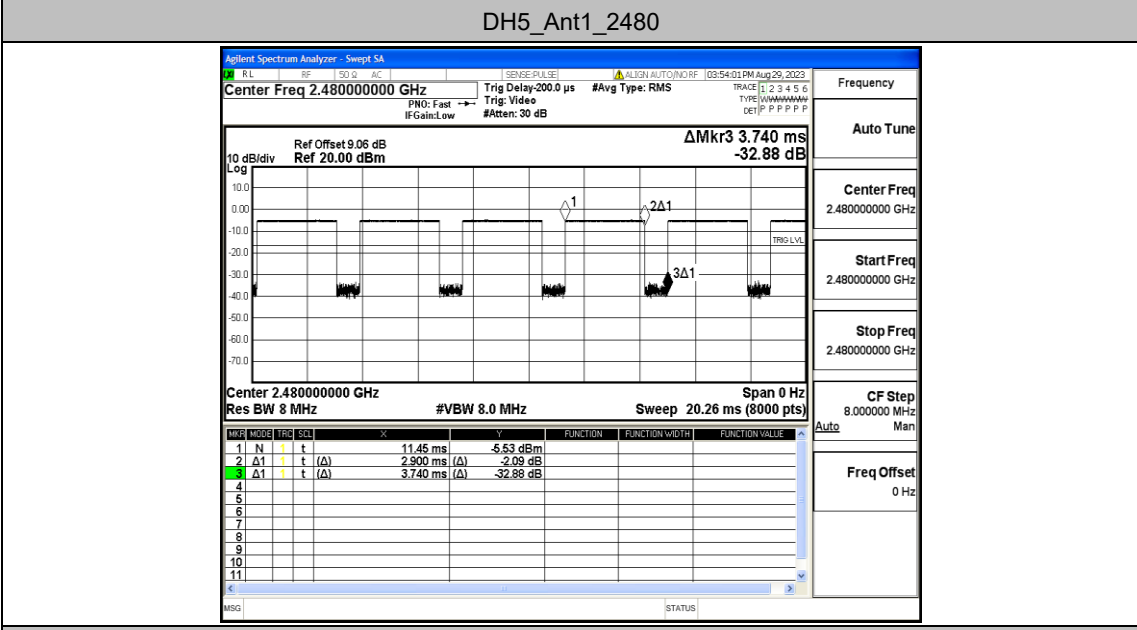 DH5_Ant1_2480
Agilent Spectrum Analyzer - Swept SA
RL RF 50 Ω AC SENSE:PULSE ALIGN AUTO/NO RF 03:54:01 PM Aug 29, 2023
Center Freq 2.480000000 GHz
PNO: Fast
IFGain:Low
Trig Delay-200.0 µs
Trig: Video
#Atten: 30 dB
#Avg Type: RMS
TRACE 1 2 3 4 5 6
TYPE
DET P P P P P P
ΔMkr3 3.740 ms
-32.88 dB
Ref Offset 9.06 dB
10 dB/div Ref 20.00 dBm
Log
10.0
0.00
-10.0
-20.0
-30.0
-40.0
-50.0
-60.0
-70.0
1
2Δ1
TRIG LVL
3Δ1
Center 2.480000000 GHz Span 0 Hz
Res BW 8 MHz #VBW 8.0 MHz Sweep 20.26 ms (8000 pts)
MKR MODE TRC SCL X Y FUNCTION FUNCTION WIDTH FUNCTION VALUE
1 N 1 t 11.45 ms -5.53 dBm
2 Δ1 1 t (Δ) 2.900 ms (Δ) -2.09 dB
3 Δ1 1 t (Δ) 3.740 ms (Δ) -32.88 dB
4
5
6
7
8
9
10
11
MSG STATUS
Frequency
Auto Tune
Center Freq
2.480000000 GHz
Start Freq
2.480000000 GHz
Stop Freq
2.480000000 GHz
CF Step
8.000000 MHz
Auto Man
Freq Offset
0 Hz